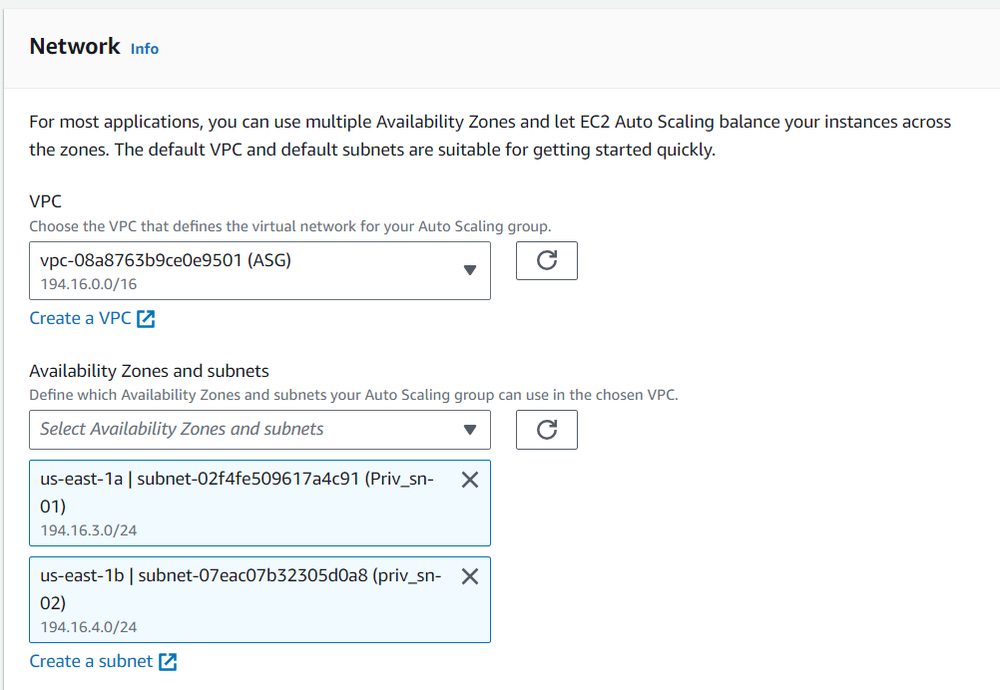 Network Info
For most applications, you can use multiple Availability Zones and let EC2 Auto Scaling balance your instances across
the zones. The default VPC and default subnets are suitable for getting started quickly.
VPC
Choose the VPC that defines the virtual network for your Auto Scaling group.
vpc-08a8763b9ce0e9501 (ASG)
194.16.0.0/16
Create a VPC
Availability Zones and subnets
Define which Availability Zones and subnets your Auto Scaling group can use in the chosen VPC.
Select Availability Zones and subnets
us-east-1a | subnet-02f4fe509617a4c91 (Priv_sn-
01)
194.16.3.0/24
us-east-1b | subnet-07eac07b32305d0a8 (priv_sn-
02)
194.16.4.0/24
Create a subnet